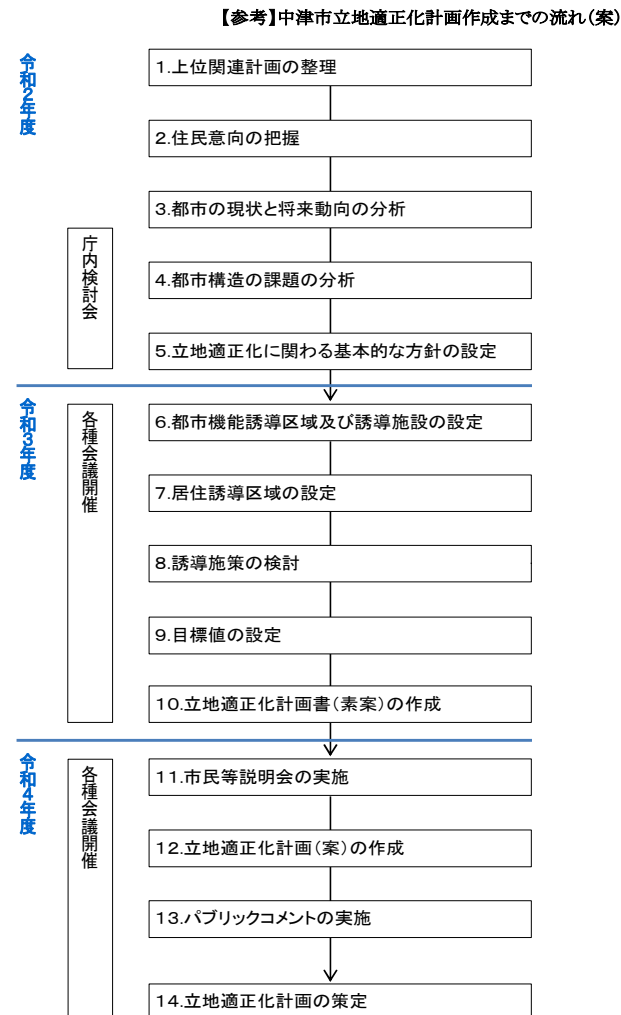 【参考】中津市立地適正化計画作成までの流れ(案)
令和2年度
1.上位関連計画の整理
2.住民意向の把握
3.都市の現状と将来動向の分析
庁内検討会
4.都市構造の課題の分析
5.立地適正化に関わる基本的な方針の設定
令和3年度
各種会議開催
6.都市機能誘導区域及び誘導施設の設定
7.居住誘導区域の設定
8.誘導施策の検討
9.目標値の設定
10.立地適正化計画書(素案)の作成
令和4年度
各種会議開催
11.市民等説明会の実施
12.立地適正化計画(案)の作成
13.パブリックコメントの実施
14.立地適正化計画の策定